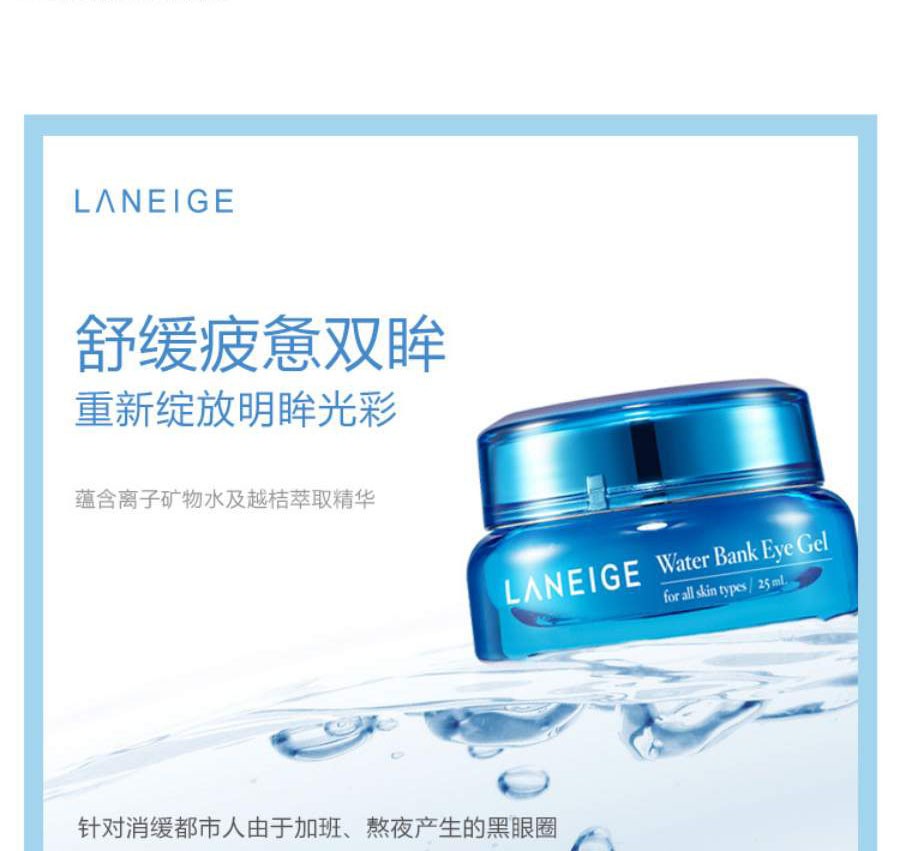 LANEIGE
舒缓疲惫双眸
重新绽放明眸光彩
蕴含离子矿物水及越桔萃取精华
LANEIGE Water Bank Eye Gel
for all skin types / 25 ml.
针对消缓都市人由于加班、熬夜产生的黑眼圈